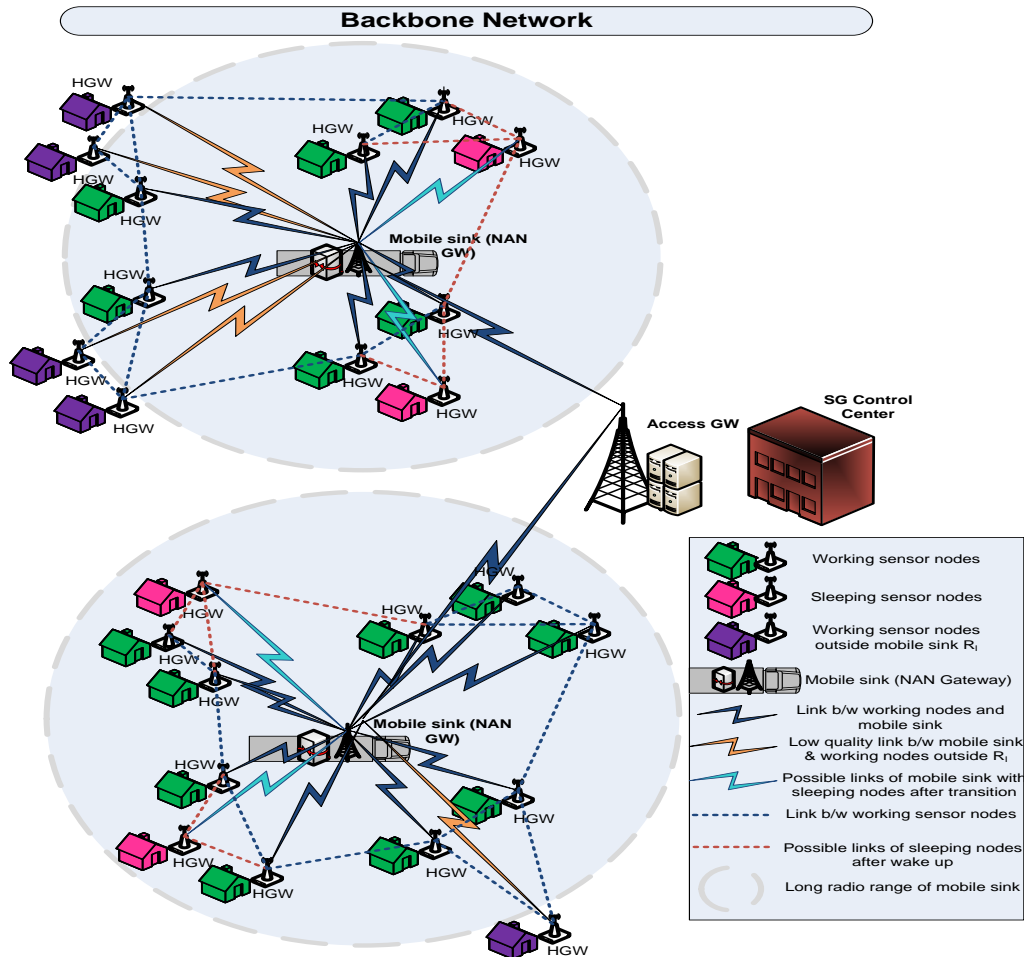 Backbone Network
HGW
HGW
HGW
HGW
HGW
HGW
HGW
Mobile sink (NAN
GW)
HGW
HGW
HGW
HGW
HGW
HGW
SG Control
Center
Access GW
HGW
HGW
HGW
HGW
HGW
HGW
Mobile sink (NAN
GW)
HGW
HGW
HGW
HGW
HGW
HGW
HGW
Working sensor nodes
Sleeping sensor nodes
Working sensor nodes
outside mobile sink Rₗ
Mobile sink (NAN Gateway)
Link b/w working nodes and
mobile sink
Low quality link b/w mobile sink
& working nodes outside Rₗ
Possible links of mobile sink with
sleeping nodes after transition
Link b/w working sensor nodes
Possible links of sleeping nodes
after wake up
Long radio range of mobile sink